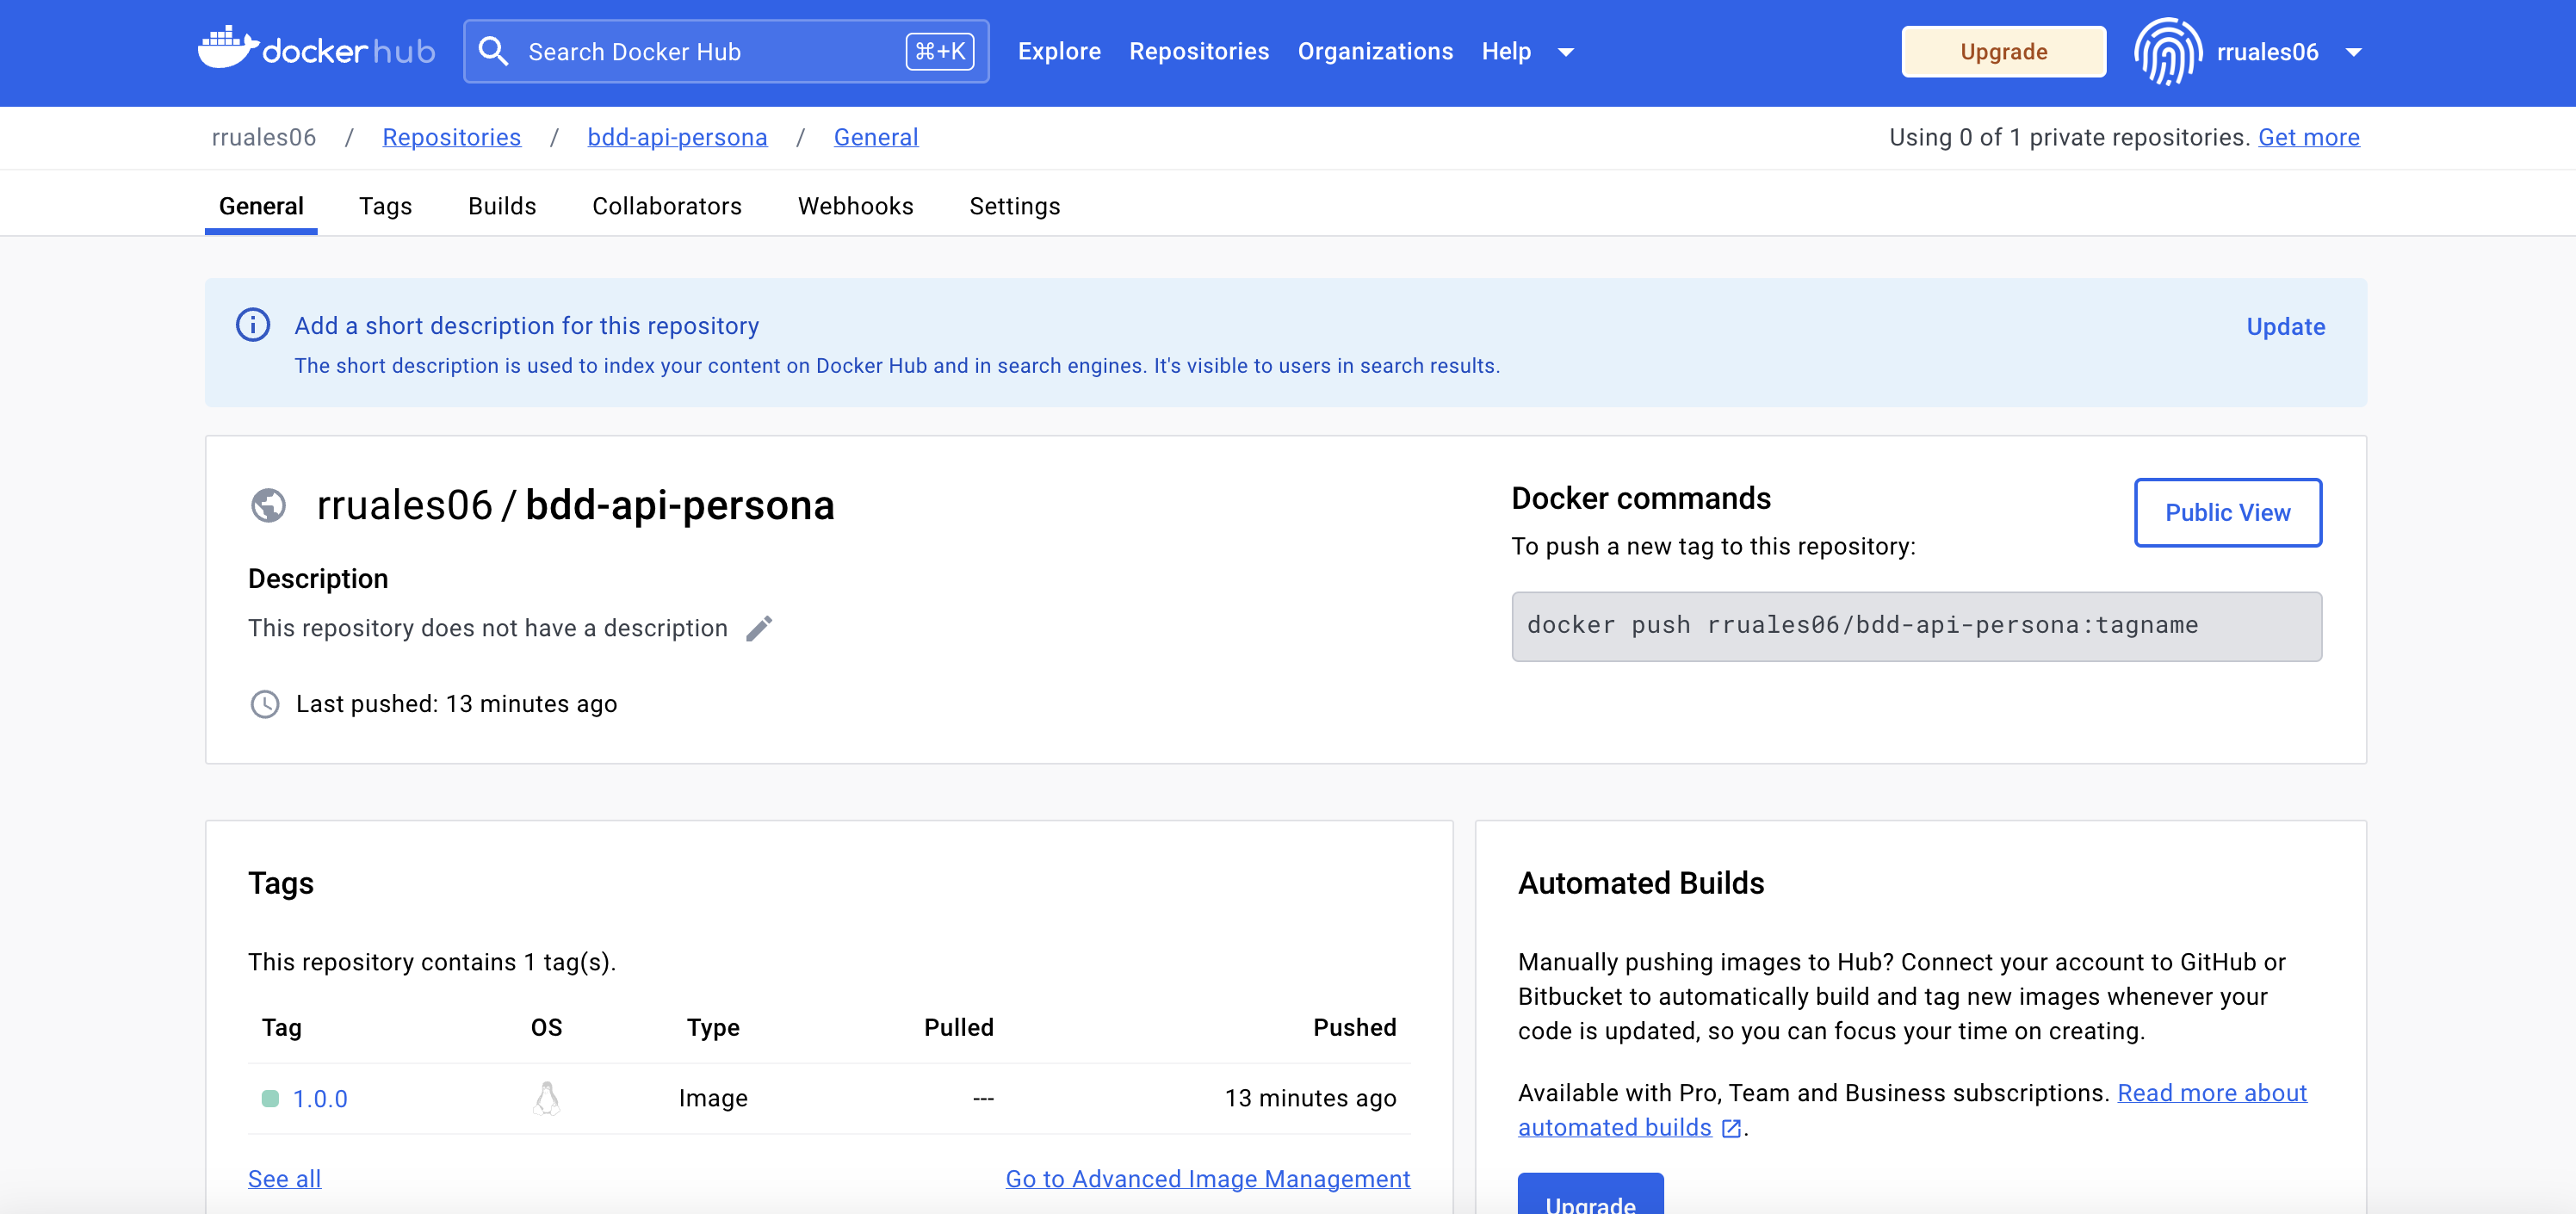 dockerhub
Search Docker Hub
⌘+K
Explore
Repositories
Organizations
Help
Upgrade
rruales06
rruales06 / Repositories / bdd-api-persona / General
Using 0 of 1 private repositories. Get more
General
Tags
Builds
Collaborators
Webhooks
Settings
Add a short description for this repository
Update
The short description is used to index your content on Docker Hub and in search engines. It's visible to users in search results.
rruales06 / bdd-api-persona
Description
This repository does not have a description
Last pushed: 13 minutes ago
Docker commands
Public View
To push a new tag to this repository:
docker push rruales06/bdd-api-persona:tagname
Tags
This repository contains 1 tag(s).
Tag OS Type Pulled Pushed
1.0.0 Image --- 13 minutes ago
See all
Go to Advanced Image Management
Automated Builds
Manually pushing images to Hub? Connect your account to GitHub or
Bitbucket to automatically build and tag new images whenever your
code is updated, so you can focus your time on creating.
Available with Pro, Team and Business subscriptions. Read more about
automated builds .
Upgrade